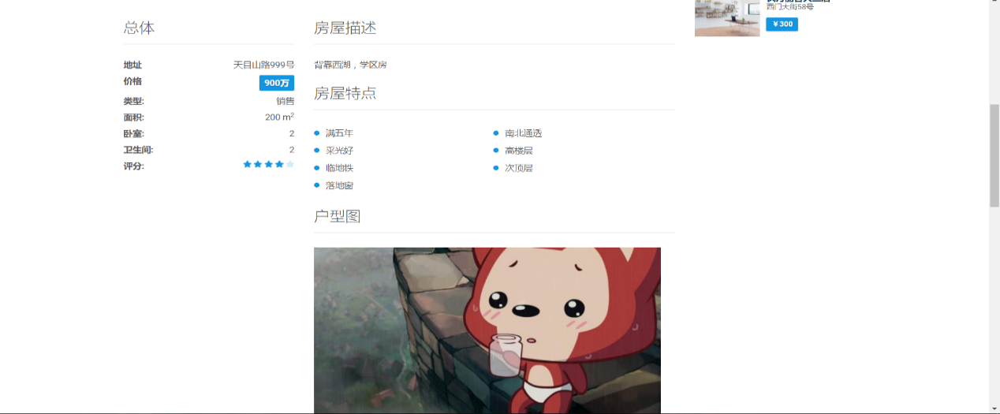 总体
地址 天目山路999号
价格 900万
类型: 销售
面积: 200 m²
卧室: 2
卫生间: 2
评分:
房屋描述
背靠西湖，学区房
房屋特点
满五年 南北通透
采光好 高楼层
临地铁 次顶层
落地窗
户型图
西门大街58号
￥300